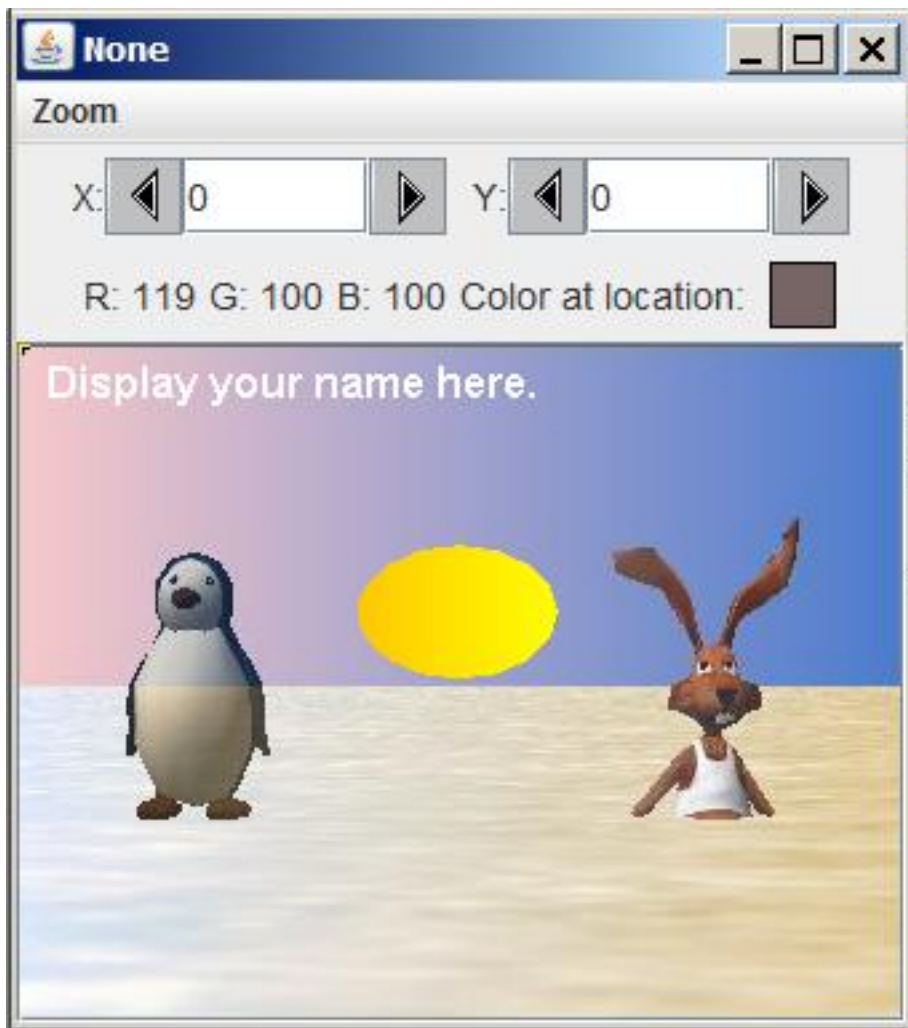 None
Zoom
X: 0 Y: 0
R: 119 G: 100 B: 100 Color at location:
Display your name here.